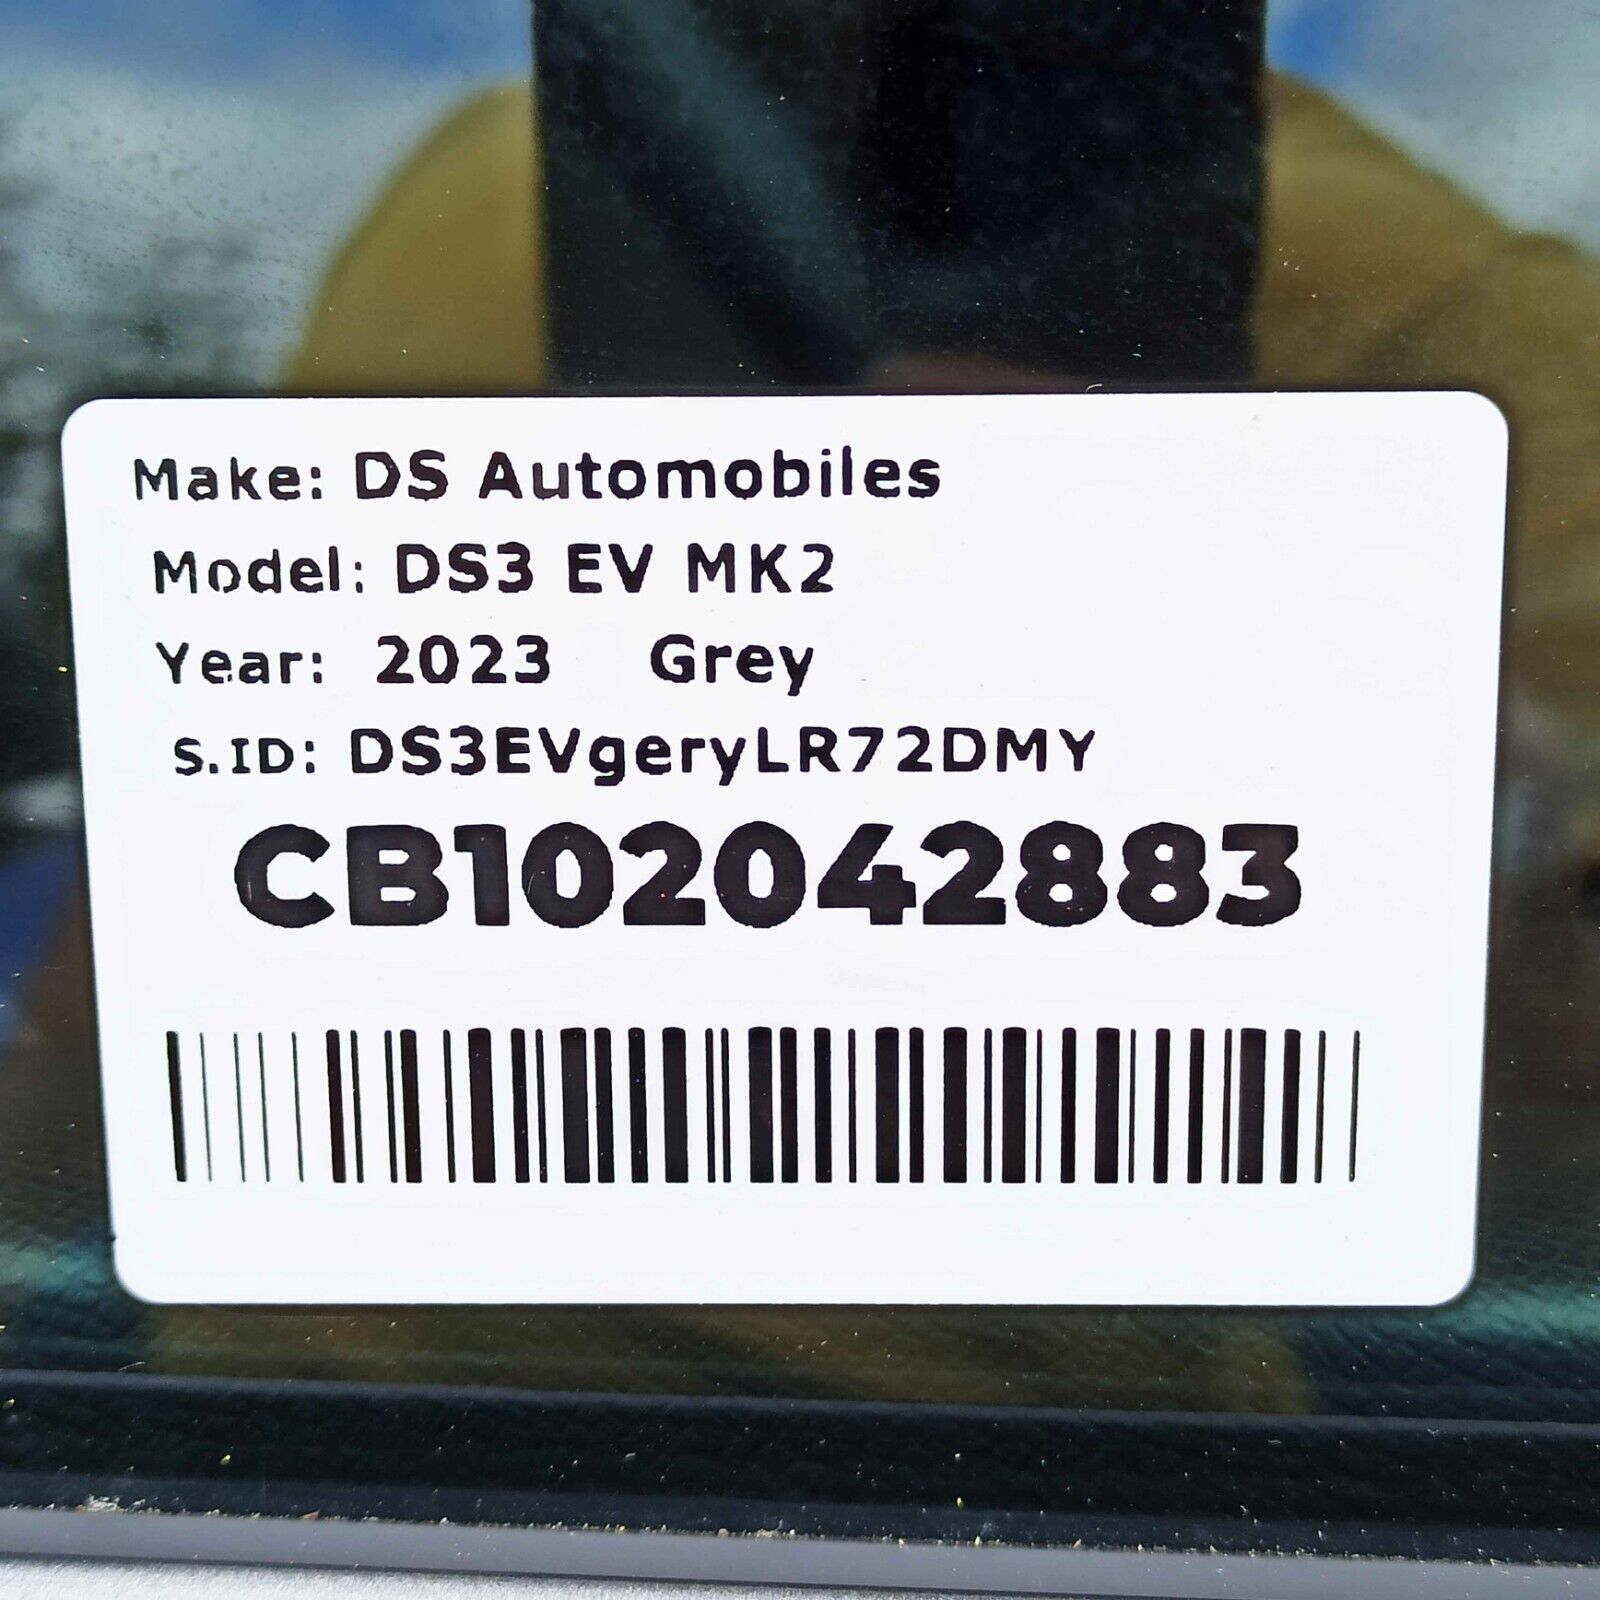 Make: DS Automobiles
Model: DS3 EV MK2
Year: 2023 Grey
S.ID: DS3EVgeryLR72DMY
CB102042883